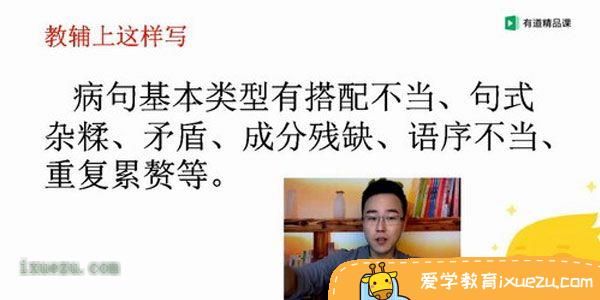 教辅上这样写
有道精品课
病句基本类型有搭配不当、句式
杂糅、矛盾、成分残缺、语序不当、
重复累赘等。
ixuezu.com
爱学教育ixuezu.com